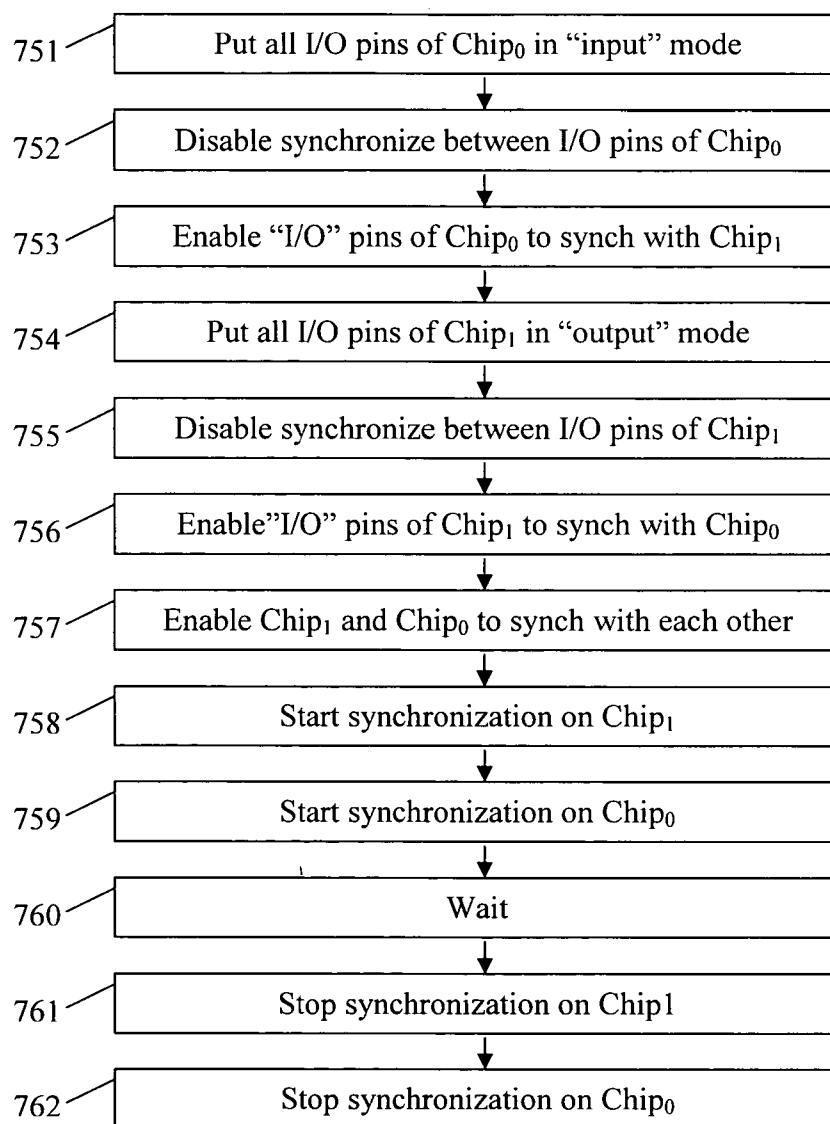 751 Put all I/O pins of Chip₀ in “input” mode
752 Disable synchronize between I/O pins of Chip₀
753 Enable “I/O” pins of Chip₀ to synch with Chip₁
754 Put all I/O pins of Chip₁ in “output” mode
755 Disable synchronize between I/O pins of Chip₁
756 Enable”I/O” pins of Chip₁ to synch with Chip₀
757 Enable Chip₁ and Chip₀ to synch with each other
758 Start synchronization on Chip₁
759 Start synchronization on Chip₀
760 Wait
761 Stop synchronization on Chip1
762 Stop synchronization on Chip₀